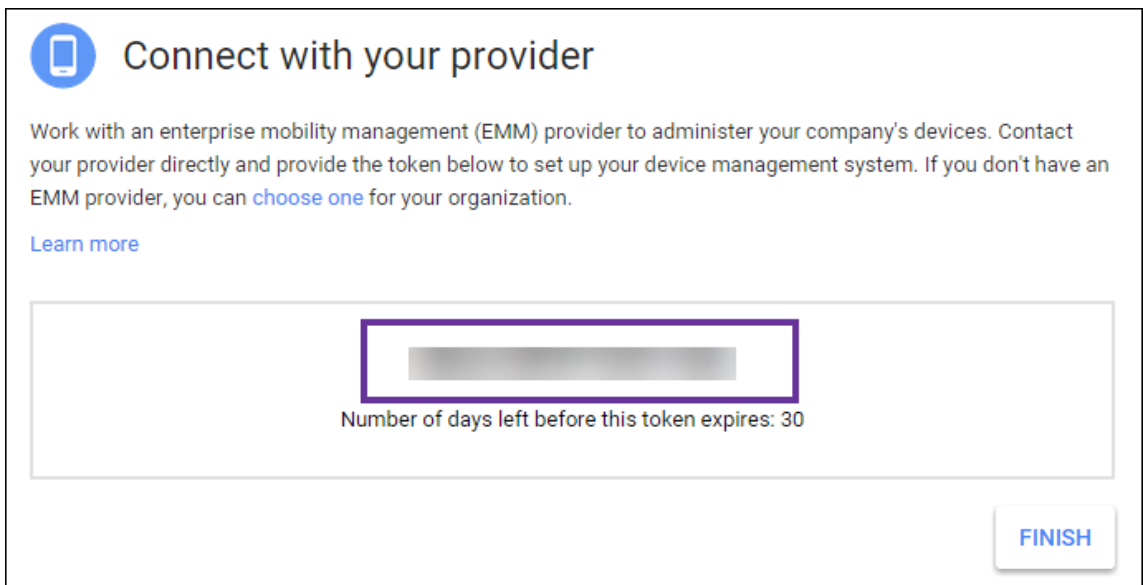 Connect with your provider
Work with an enterprise mobility management (EMM) provider to administer your company's devices. Contact
your provider directly and provide the token below to set up your device management system. If you don't have an
EMM provider, you can choose one for your organization.
Learn more
Number of days left before this token expires: 30
FINISH